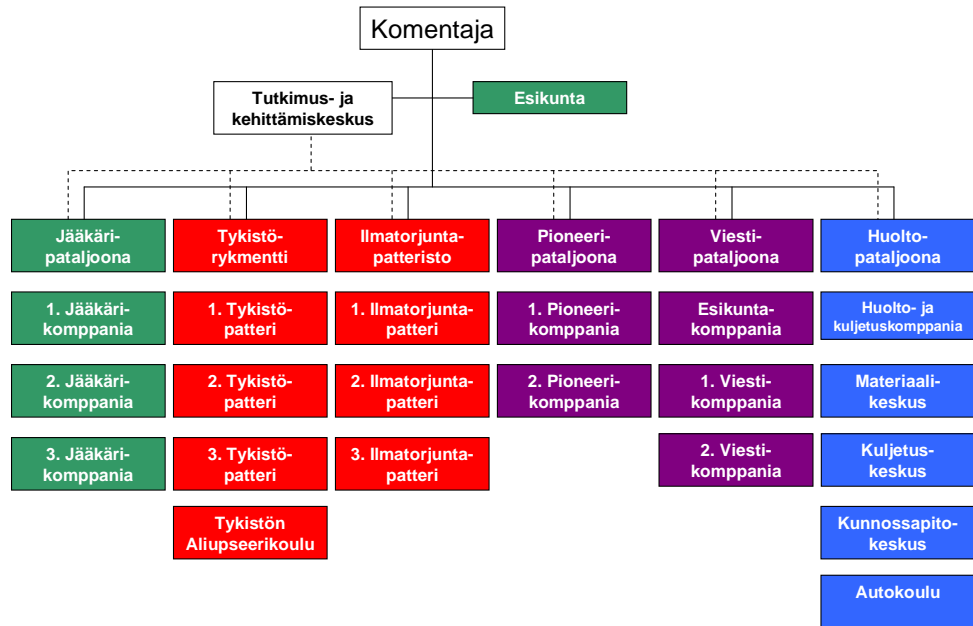 Komentaja
Tutkimus- ja
kehittämiskeskus
Esikunta
Jääkäri-
pataljoona
1. Jääkäri-
komppania
2. Jääkäri-
komppania
3. Jääkäri-
komppania
Tykistö-
rykmentti
1. Tykistö-
patteri
2. Tykistö-
patteri
3. Tykistö-
patteri
Tykistön
Aliupseerikoulu
Ilmatorjunta-
patteristo
1. Ilmatorjunta-
patteri
2. Ilmatorjunta-
patteri
3. Ilmatorjunta-
patteri
Pioneeri-
pataljoona
1. Pioneeri-
komppania
2. Pioneeri-
komppania
Viesti-
pataljoona
Esikunta-
komppania
1. Viesti-
komppania
2. Viesti-
komppania
Huolto-
pataljoona
Huolto- ja
kuljetuskomppania
Materiaali-
keskus
Kuljetus-
keskus
Kunnossapito-
keskus
Autokoulu